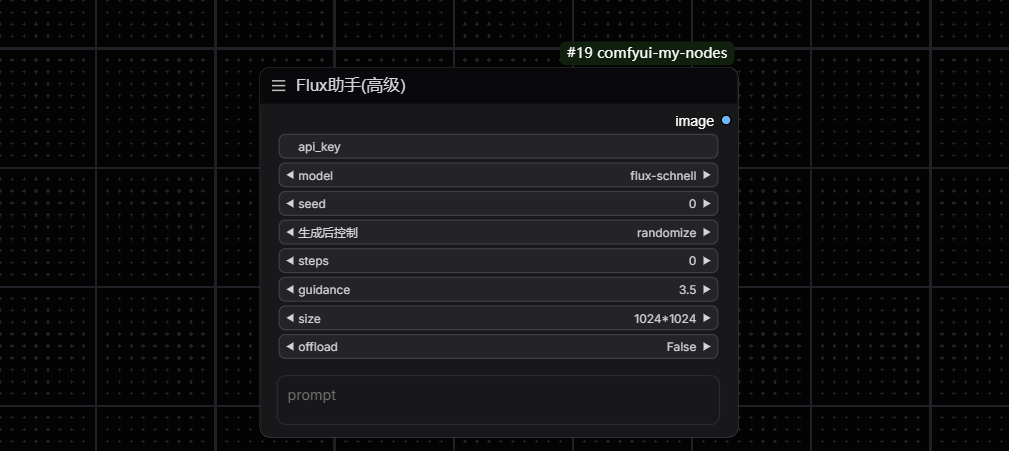 #19 comfyui-my-nodes
Flux助手(高级)
image
api_key
model flux-schnell
seed 0
生成后控制 randomize
steps 0
guidance 3.5
size 1024*1024
offload False
prompt